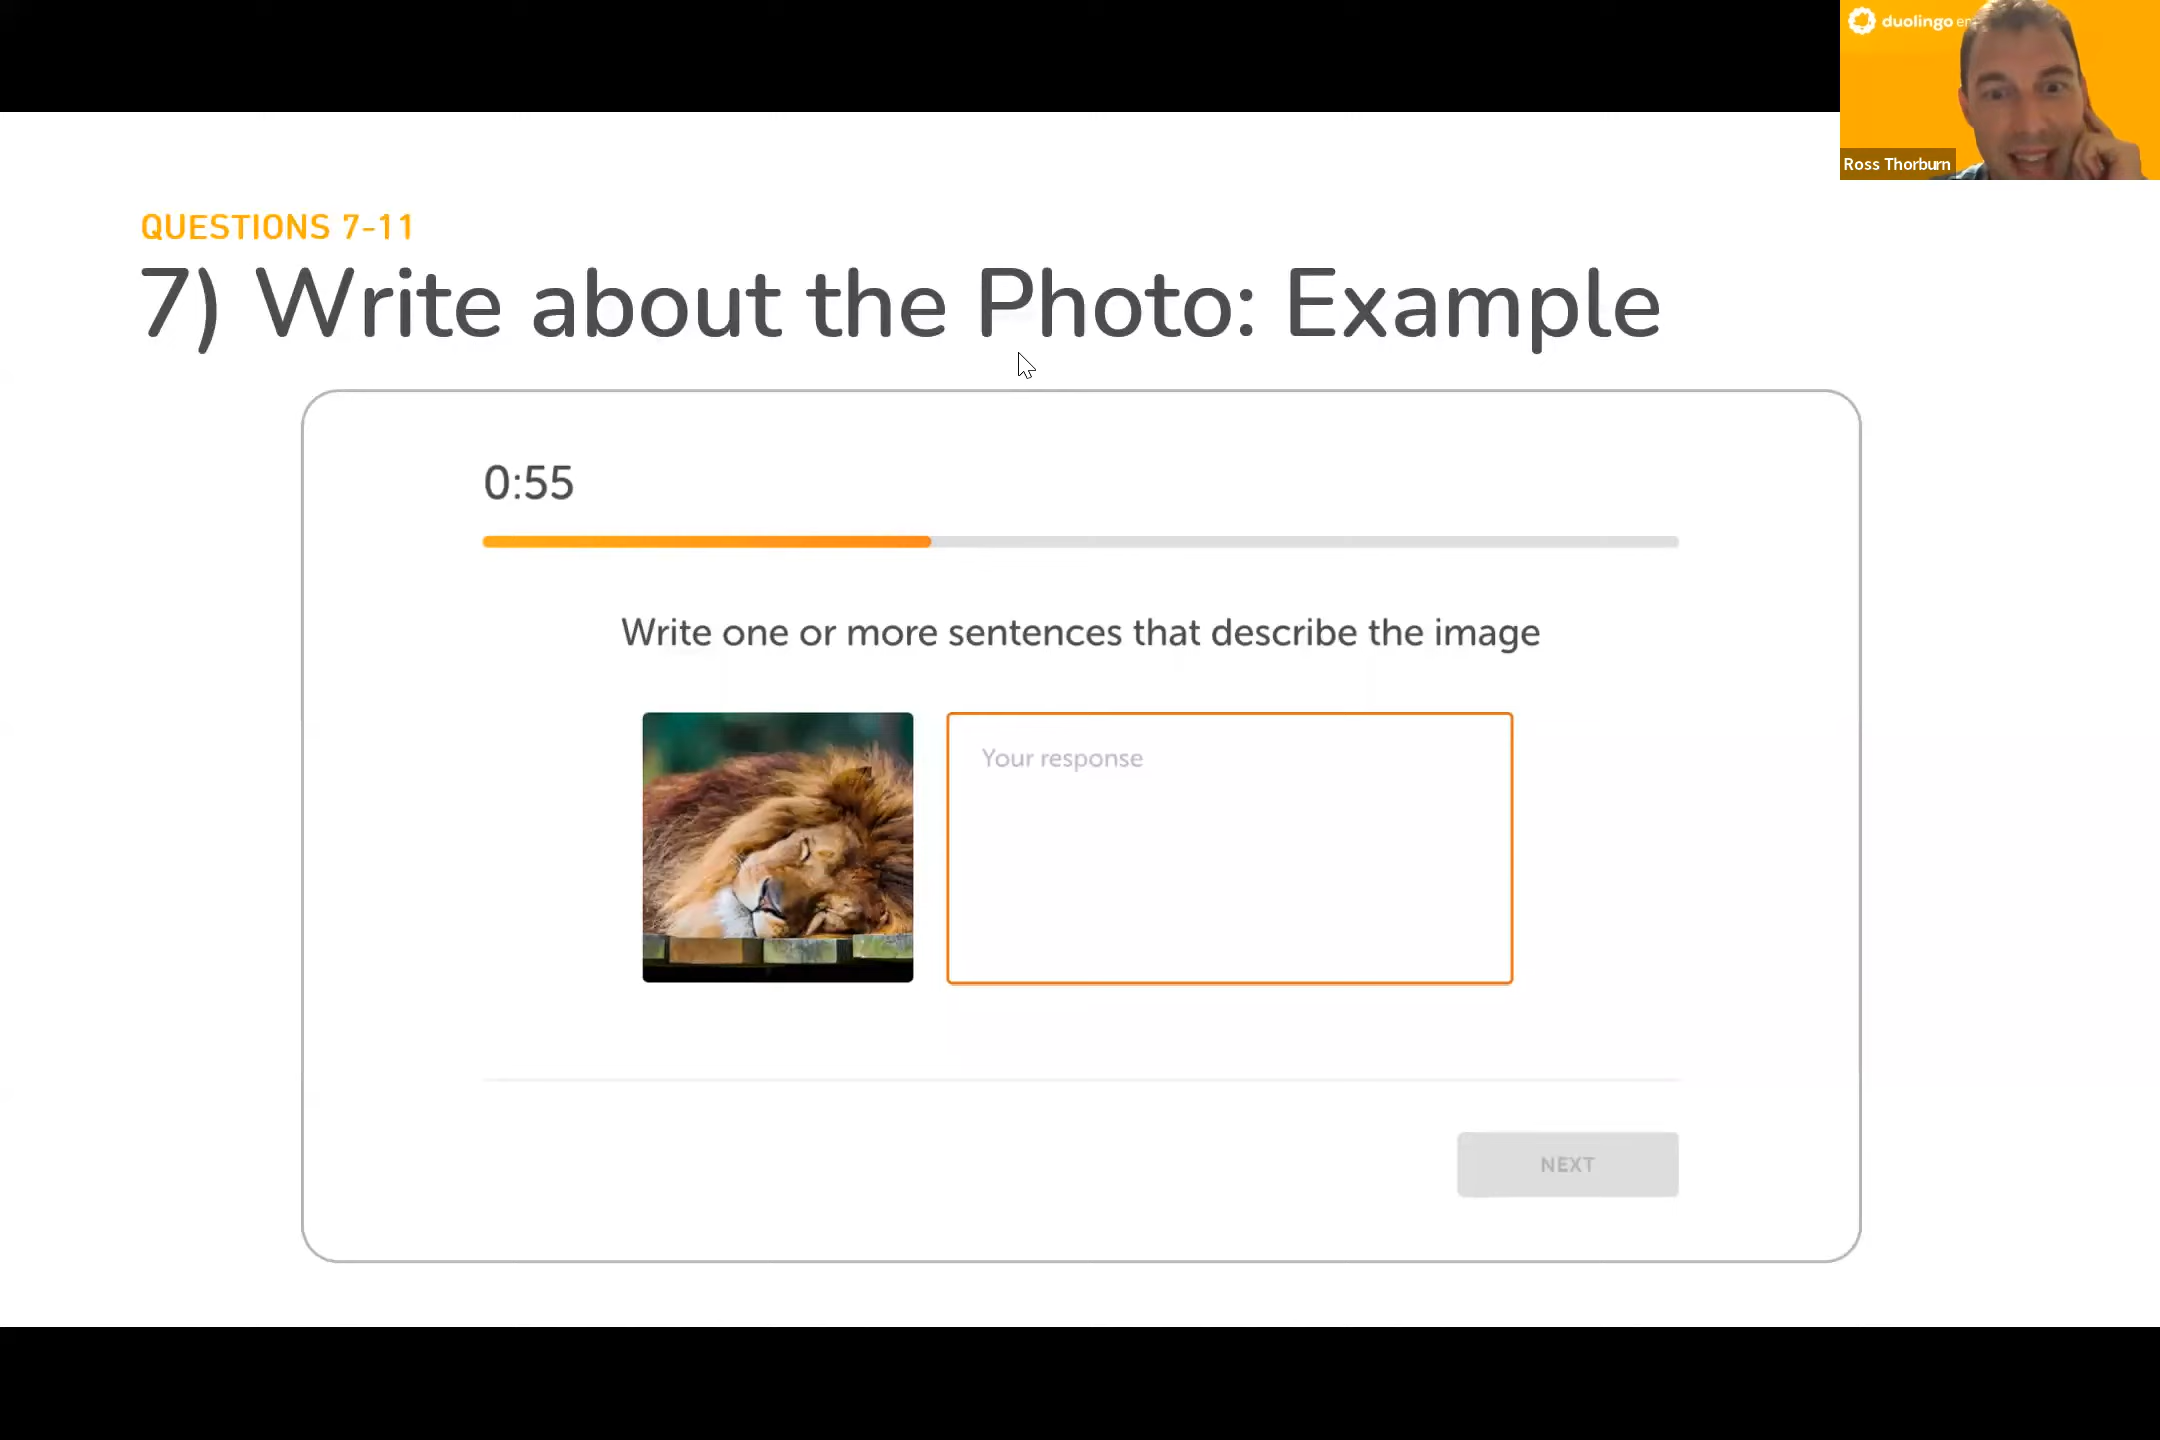 duolingo
Ross Thorburn
QUESTIONS 7-11
7) Write about the Photo: Example
0:55
Write one or more sentences that describe the image
Your response
NEXT